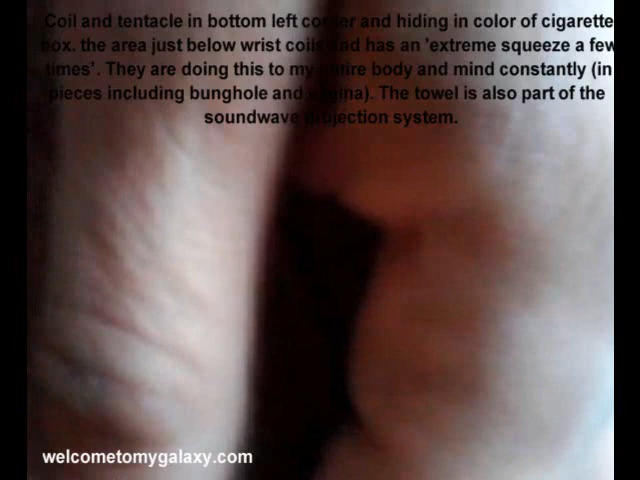 Coil and tentacle in bottom left corner and hiding in color of cigarette
box. the area just below wrist coils and has an 'extreme squeeze a few
times'. They are doing this to my entire body and mind constantly (in
pieces including bunghole and vagina). The towel is also part of the
soundwave projection system.
welcometomygalaxy.com